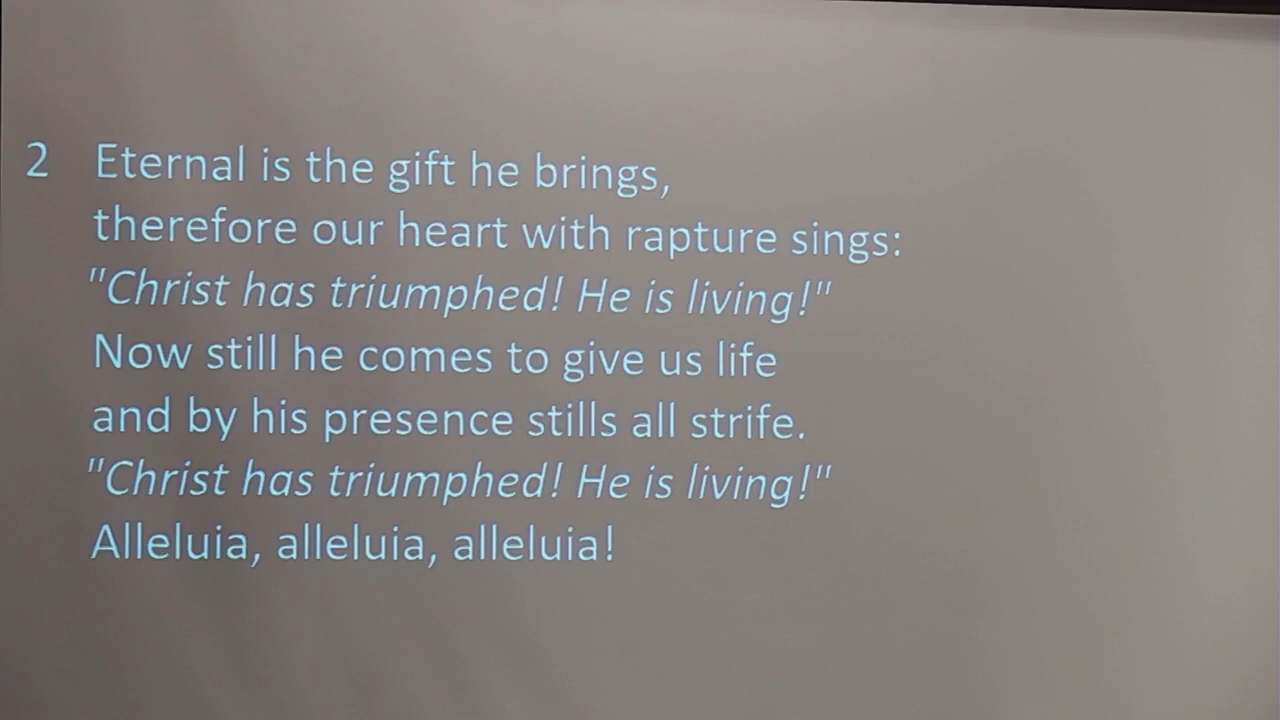 2 Eternal is the gift he brings,
therefore our heart with rapture sings:
"Christ has triumphed! He is living!"
Now still he comes to give us life
and by his presence stills all strife.
"Christ has triumphed! He is living!"
Alleluia, alleluia, alleluia!